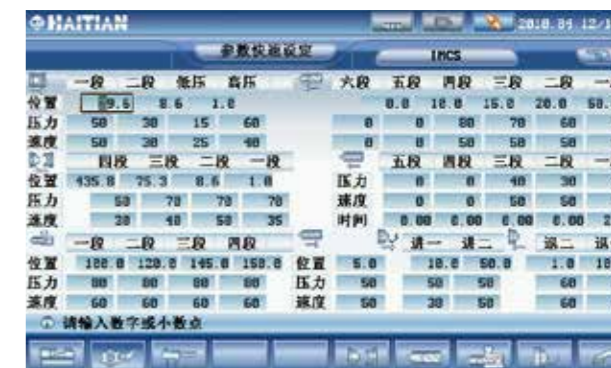 HAITIAN 2010.04
参数快速设定 IMCS
一段 二段 低压 高压 六段 五段 四段 三段 二段
位置 9.6 8.6 1.0 0.0 10.0 15.0 20.0 50.
压力 50 30 15 60 0 0 80 70 60
速度 50 30 25 40 0 0 50 50 50
四段 三段 二段 一段 五段 四段 三段 二段
位置 435.0 75.3 8.6 1.0 压力 0 0 40 30
压力 50 70 70 70 速度 0 0 50 50
速度 20 40 50 35 时间 0.00 0.00 0.00 0.00
一段 二段 三段 四段 进一 进二 退二
位置 100.0 120.0 145.0 150.0 位置 5.0 10.0 50.0 1.0 10
压力 80 80 80 80 压力 50 50 50 60
速度 60 60 60 60 速度 50 30 50 50
请输入数字或小数点